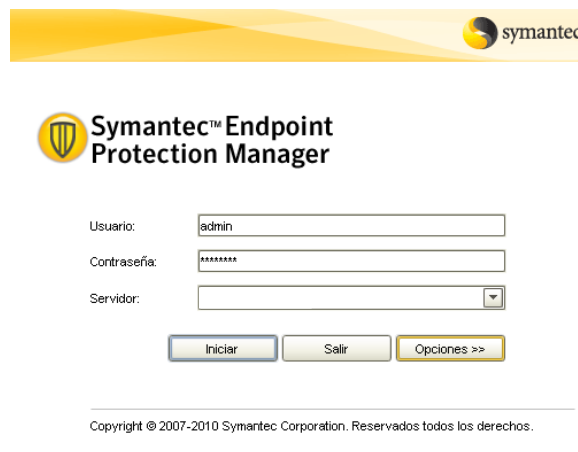 symantec
Symantec™ Endpoint
Protection Manager
Usuario: admin
Contraseña: ********
Servidor:
Iniciar Salir Opciones >>
Copyright © 2007-2010 Symantec Corporation. Reservados todos los derechos.